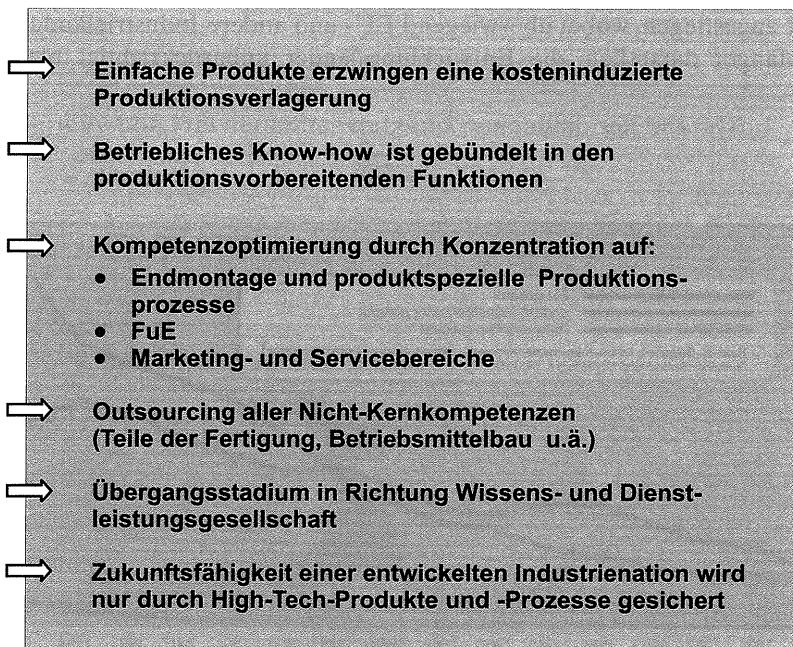 Einfache Produkte erzwingen eine kosteninduzierte
Produktionsverlagerung
Betriebliches Know-how ist gebündelt in den
produktionsvorbereitenden Funktionen
Kompetenzoptimierung durch Konzentration auf:
● Endmontage und produktspezielle Produktions-
prozesse
● FuE
● Marketing- und Servicebereiche
Outsourcing aller Nicht-Kernkompetenzen
(Teile der Fertigung, Betriebsmittelbau u.ä.)
Übergangsstadium in Richtung Wissens- und Dienst-
leistungsgesellschaft
Zukunftsfähigkeit einer entwickelten Industrienation wird
nur durch High-Tech-Produkte und -Prozesse gesichert